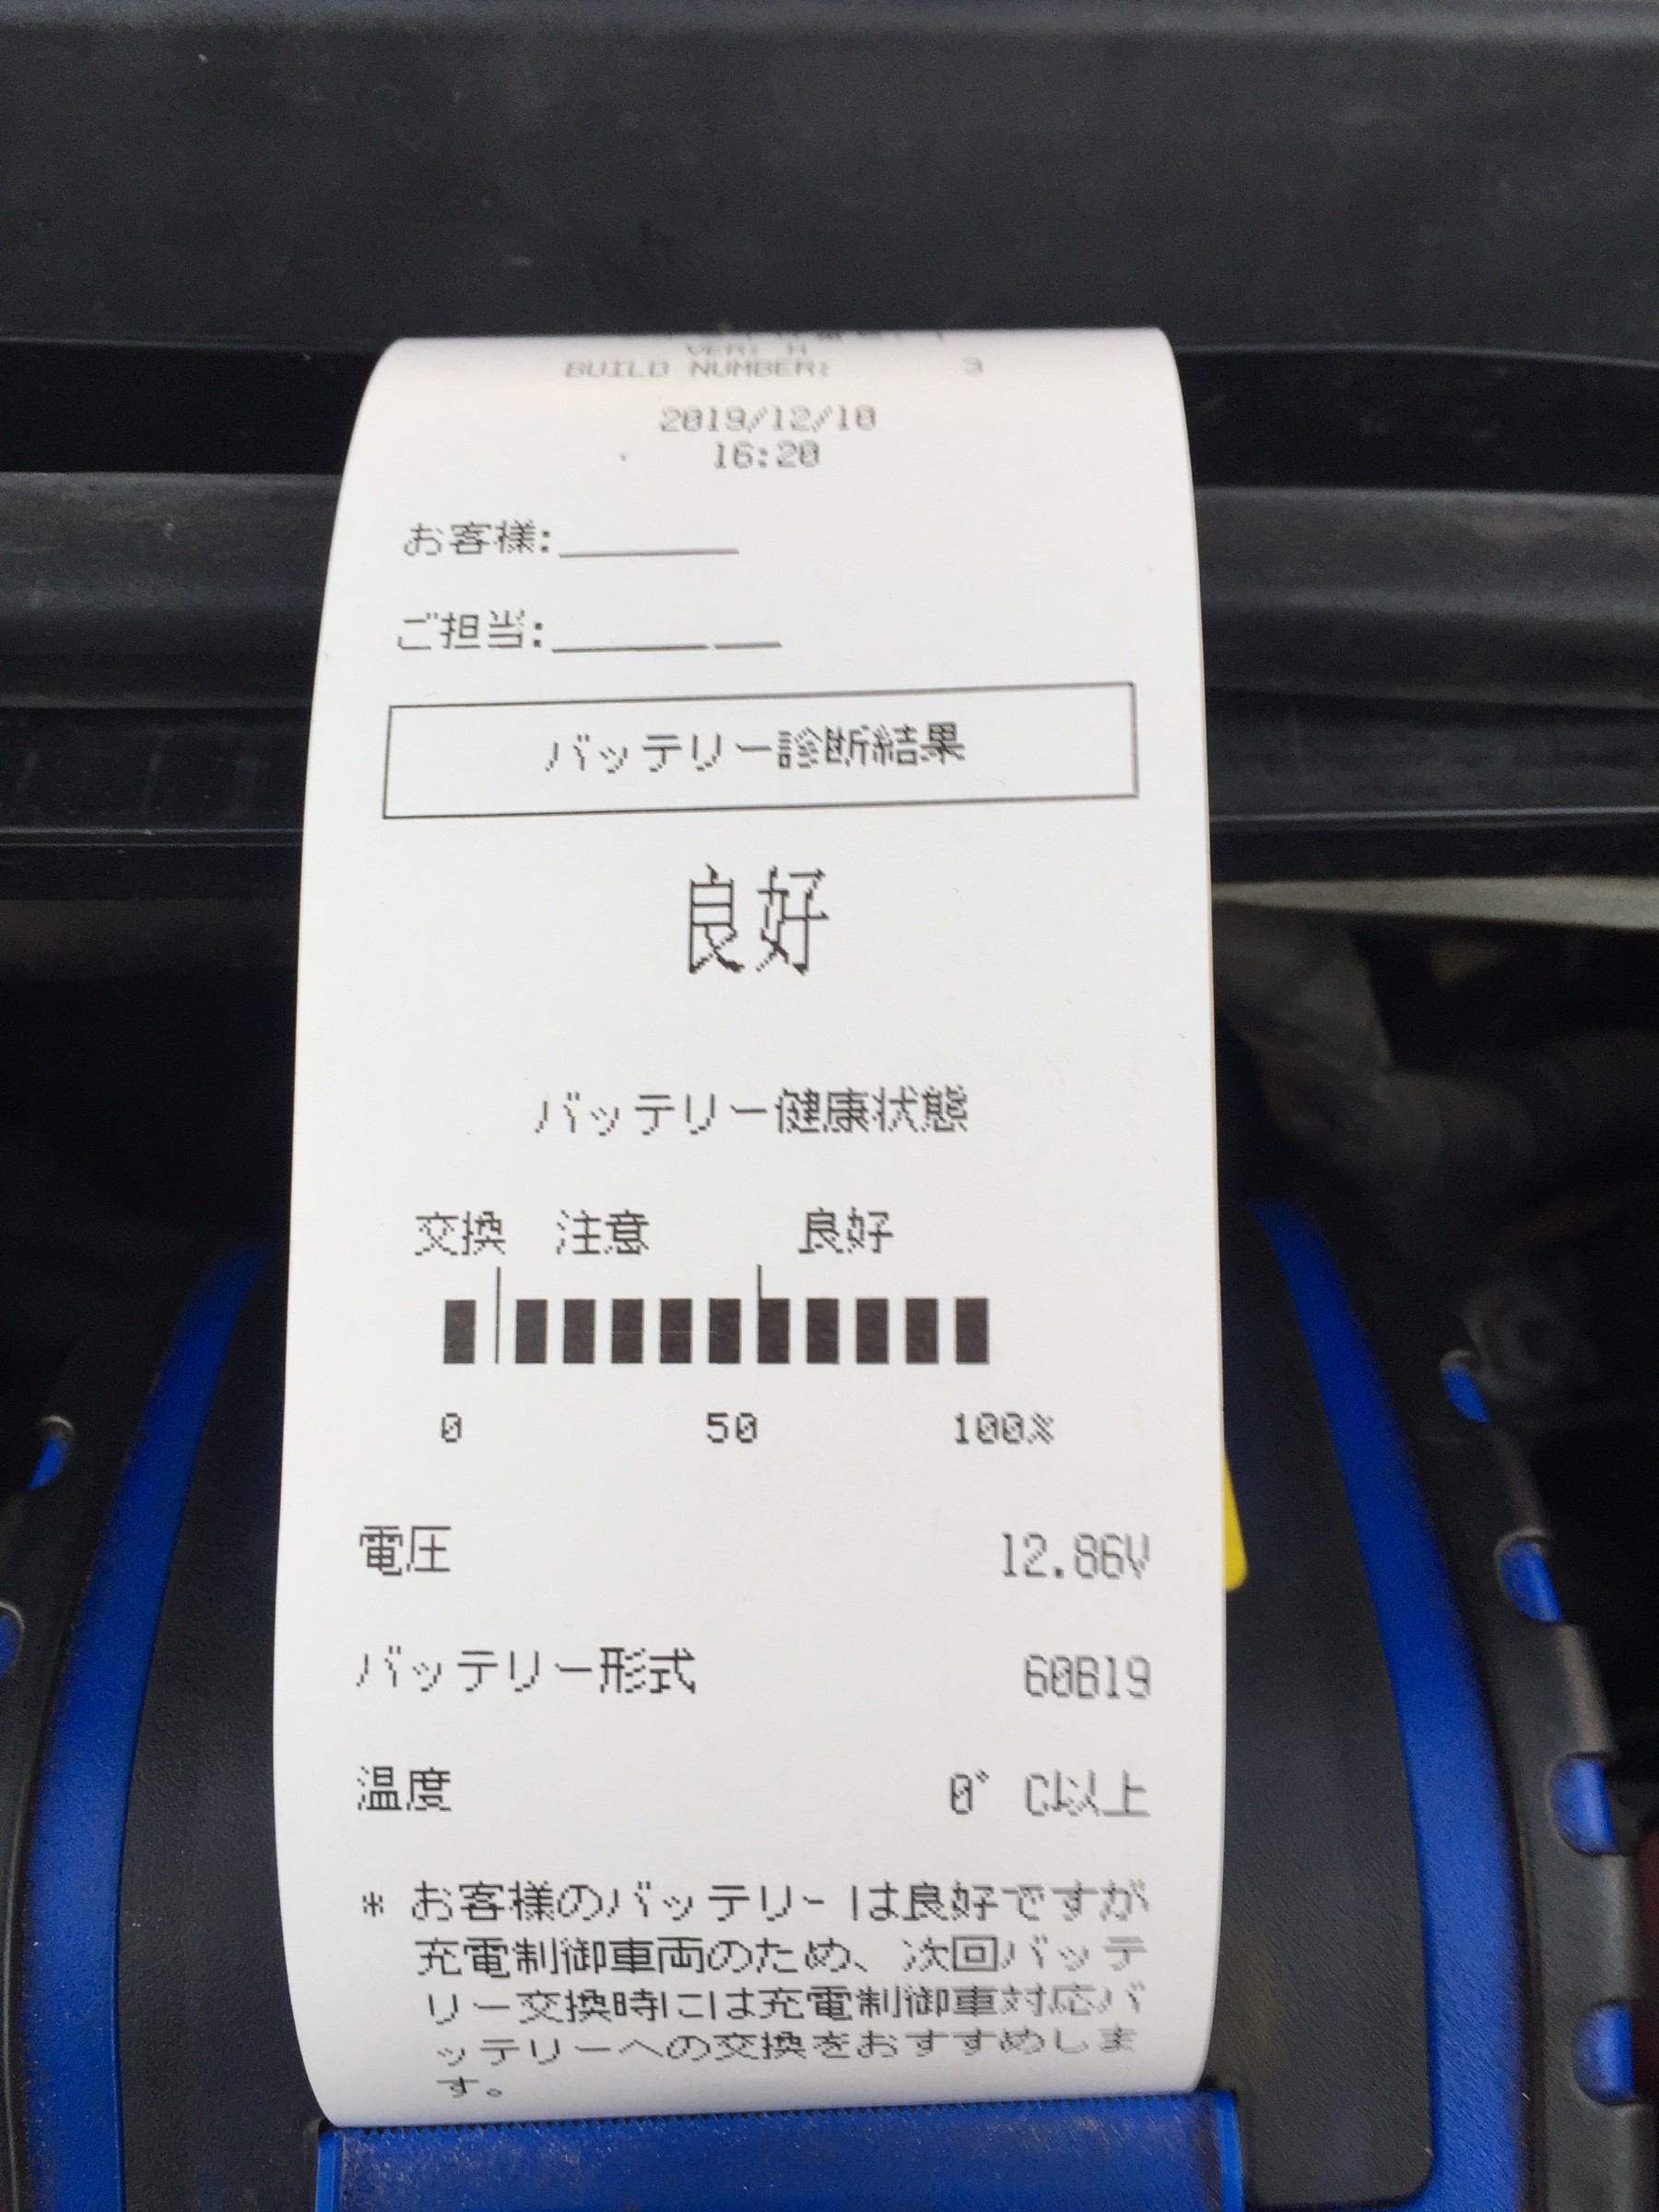 VER: H
BUILD NUMBER: 3
2019/12/10
16:20
お客様:
ご担当:
バッテリー診断結果
良好
バッテリー健康状態
交換 注意 良好
0 50 100%
電圧 12.86V
バッテリー形式 60B19
温度 0°C以上
* お客様のバッテリーは良好ですが
充電制御車両のため、次回バッテ
リー交換時には充電制御車対応バ
ッテリーへの交換をおすすめしま
す。